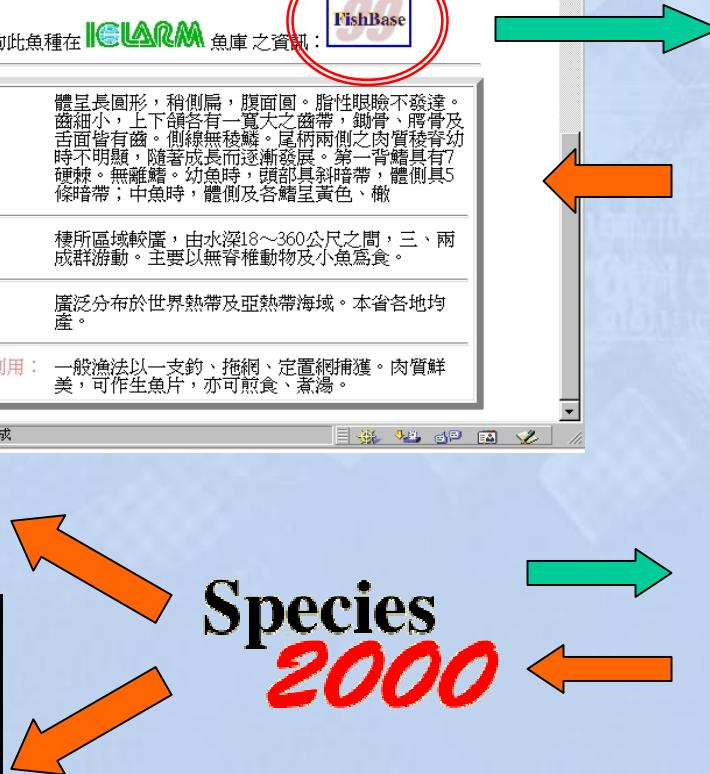 FishBase
99
此魚種在 ICLARM 魚庫 之資訊：
體呈長圓形，稍側扁，腹面圓。脂性眼瞼不發達。
齒細小，上下頜各有一寬大之齒帶，鋤骨、腭骨及
舌面皆有齒。側線無稜鱗。尾柄兩側之肉質稜脊幼
時不明顯，隨著成長而逐漸發展。第一背鰭具有7
硬棘。無離鰭。幼魚時，頭部具斜暗帶，體側具5
條暗帶；中魚時，體側及各鰭呈黃色、橄
棲所區域較廣，由水深18～360公尺之間，三、兩
成群游動。主要以無脊椎動物及小魚為食。
廣泛分布於世界熱帶及亞熱帶海域。本省各地均
產。
利用： 一般漁法以一支釣、拖網、定置網捕獲。肉質鮮
美，可作生魚片，亦可煎食、煮湯。
成
Species
2000